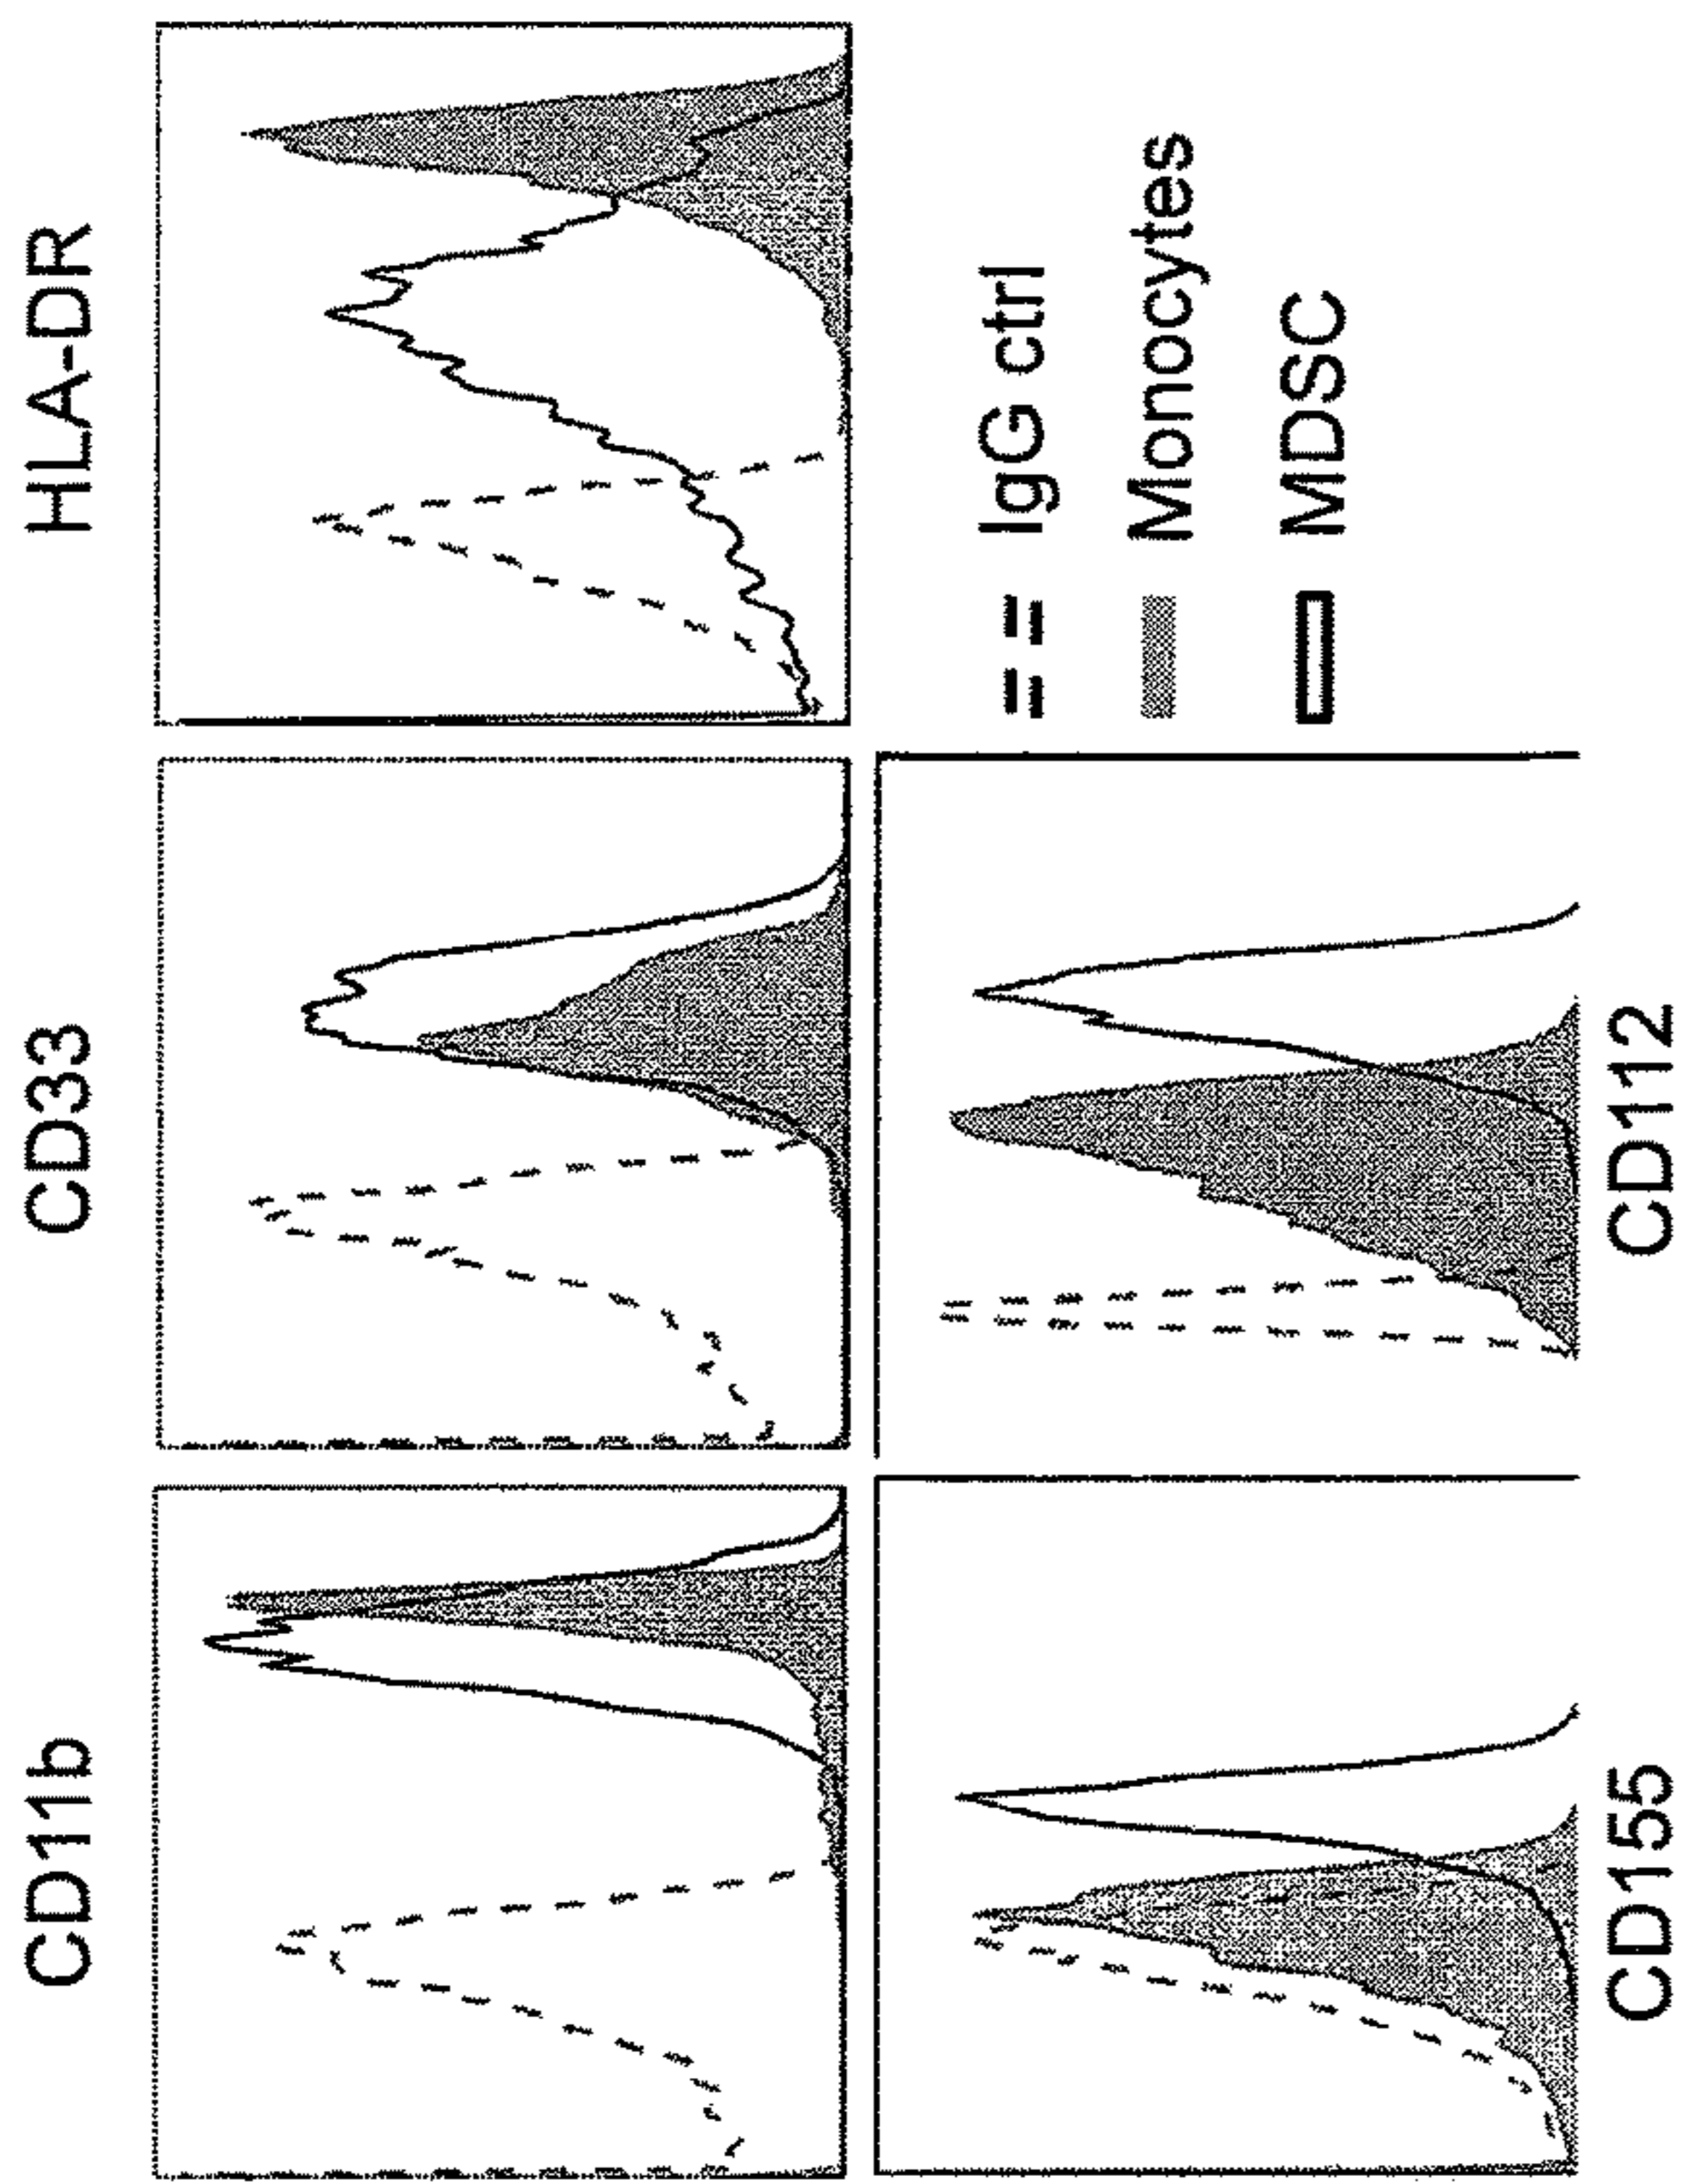 CD11b
CD33
HLA-DR
IgG ctrl
Monocytes
MDSC
CD155
CD112